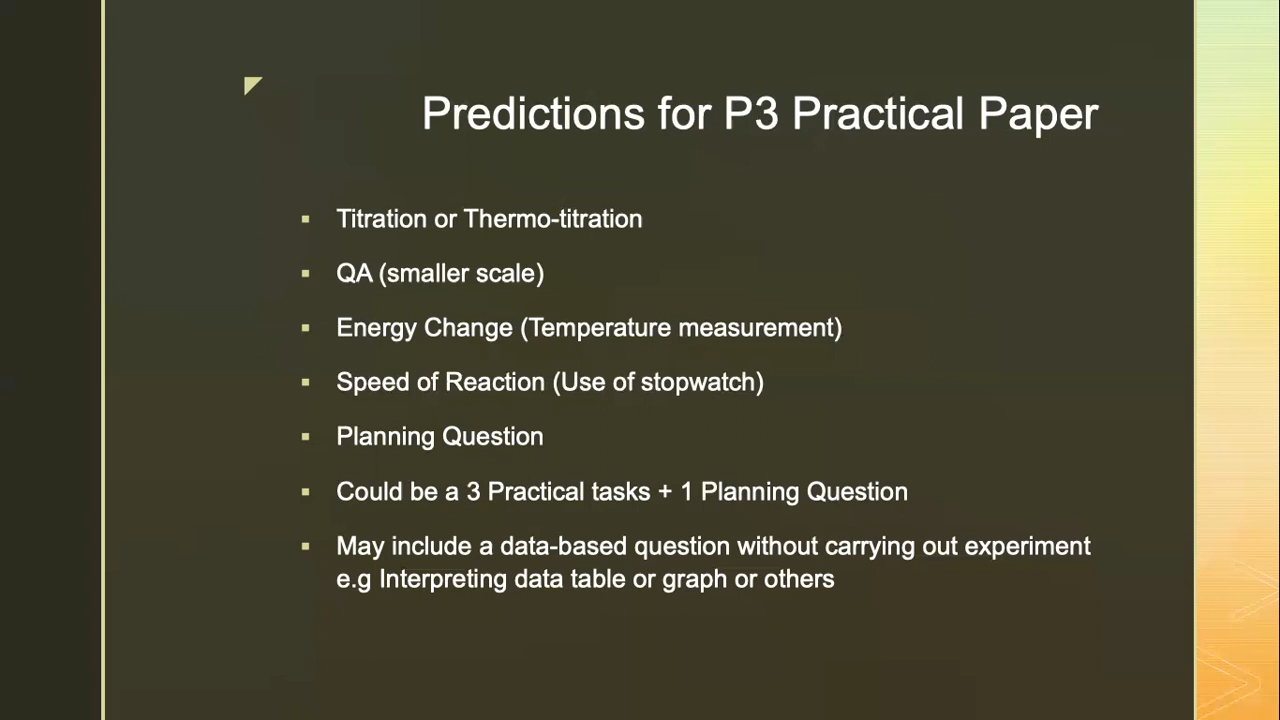 Predictions for P3 Practical Paper
▪ Titration or Thermo-titration
▪ QA (smaller scale)
▪ Energy Change (Temperature measurement)
▪ Speed of Reaction (Use of stopwatch)
▪ Planning Question
▪ Could be a 3 Practical tasks + 1 Planning Question
▪ May include a data-based question without carrying out experiment
e.g Interpreting data table or graph or others